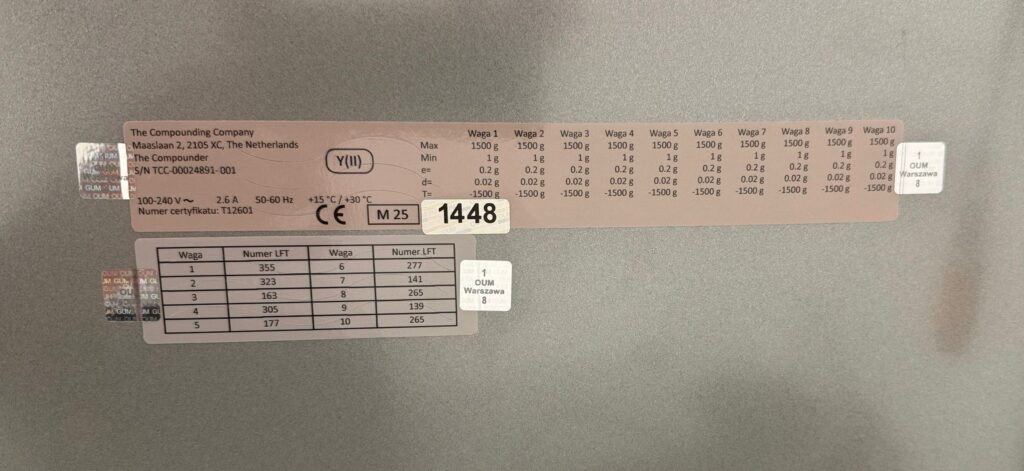 The Compounding Company
Maaslaan 2, 2105 XC, The Netherlands
The Compounder
S/N TCC-00024891-001
100-240 V ~ 2.6 A 50-60 Hz +15 °C / +30 °C
Numer certyfikatu: T12601
Y(II)
CE M 25 1448
Waga 1 Waga 2 Waga 3 Waga 4 Waga 5 Waga 6 Waga 7 Waga 8 Waga 9 Waga 10
Max 1500 g 1500 g 1500 g 1500 g 1500 g 1500 g 1500 g 1500 g 1500 g 1500 g
Min 1 g 1 g 1 g 1 g 1 g 1 g 1 g 1 g 1 g 1 g
e= 0.2 g 0.2 g 0.2 g 0.2 g 0.2 g 0.2 g 0.2 g 0.2 g 0.2 g 0.2 g
d= 0.02 g 0.02 g 0.02 g 0.02 g 0.02 g 0.02 g 0.02 g 0.02 g 0.02 g 0.02 g
T= -1500 g -1500 g -1500 g -1500 g -1500 g -1500 g -1500 g -1500 g -1500 g -1500 g
1
OUM
Warszawa
8
Waga Numer LFT Waga Numer LFT
1 355 6 277
2 323 7 141
3 163 8 265
4 305 9 139
5 177 10 265
1
OUM
Warszawa
8